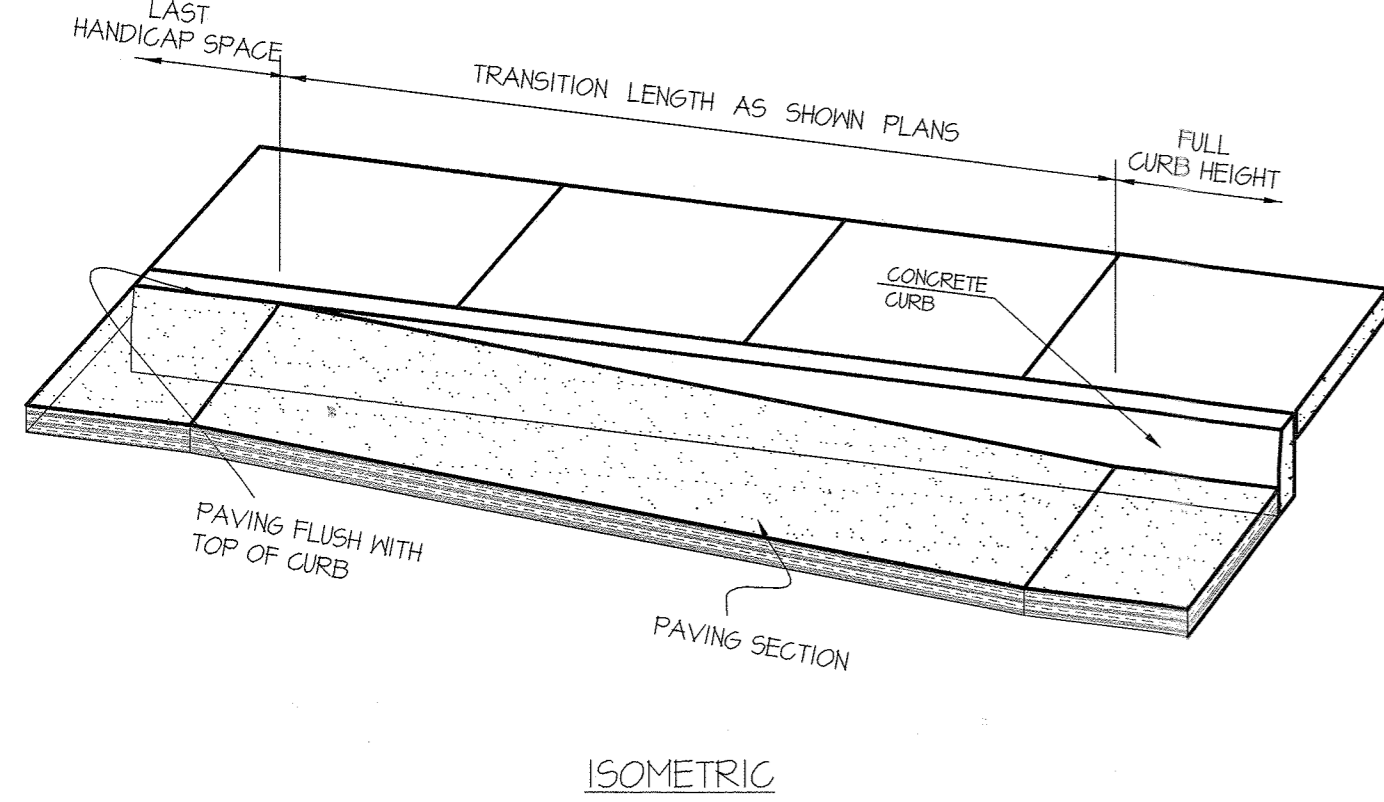 LAST
HANDICAP SPACE
TRANSITION LENGTH AS SHOWN PLANS
FULL
CURB HEIGHT
CONCRETE
CURB
PAVING FLUSH WITH
TOP OF CURB
PAVING SECTION
ISOMETRIC